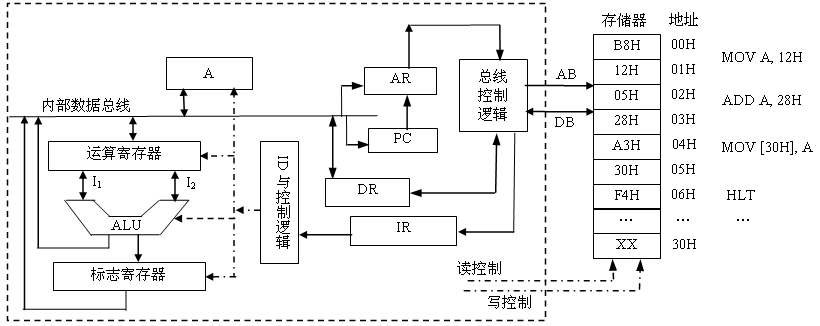 存储器 地址
B8H 00H
MOV A, 12H
12H 01H
05H 02H
ADD A, 28H
28H 03H
A3H 04H MOV [30H], A
30H 05H
F4H 06H HLT
... ... ...
XX 30H
A
AR
总线
控制
逻辑
AB
DB
内部数据总线
PC
运算寄存器
I1 I2
ID与控制逻辑
DR
ALU
IR
标志寄存器
读控制
写控制